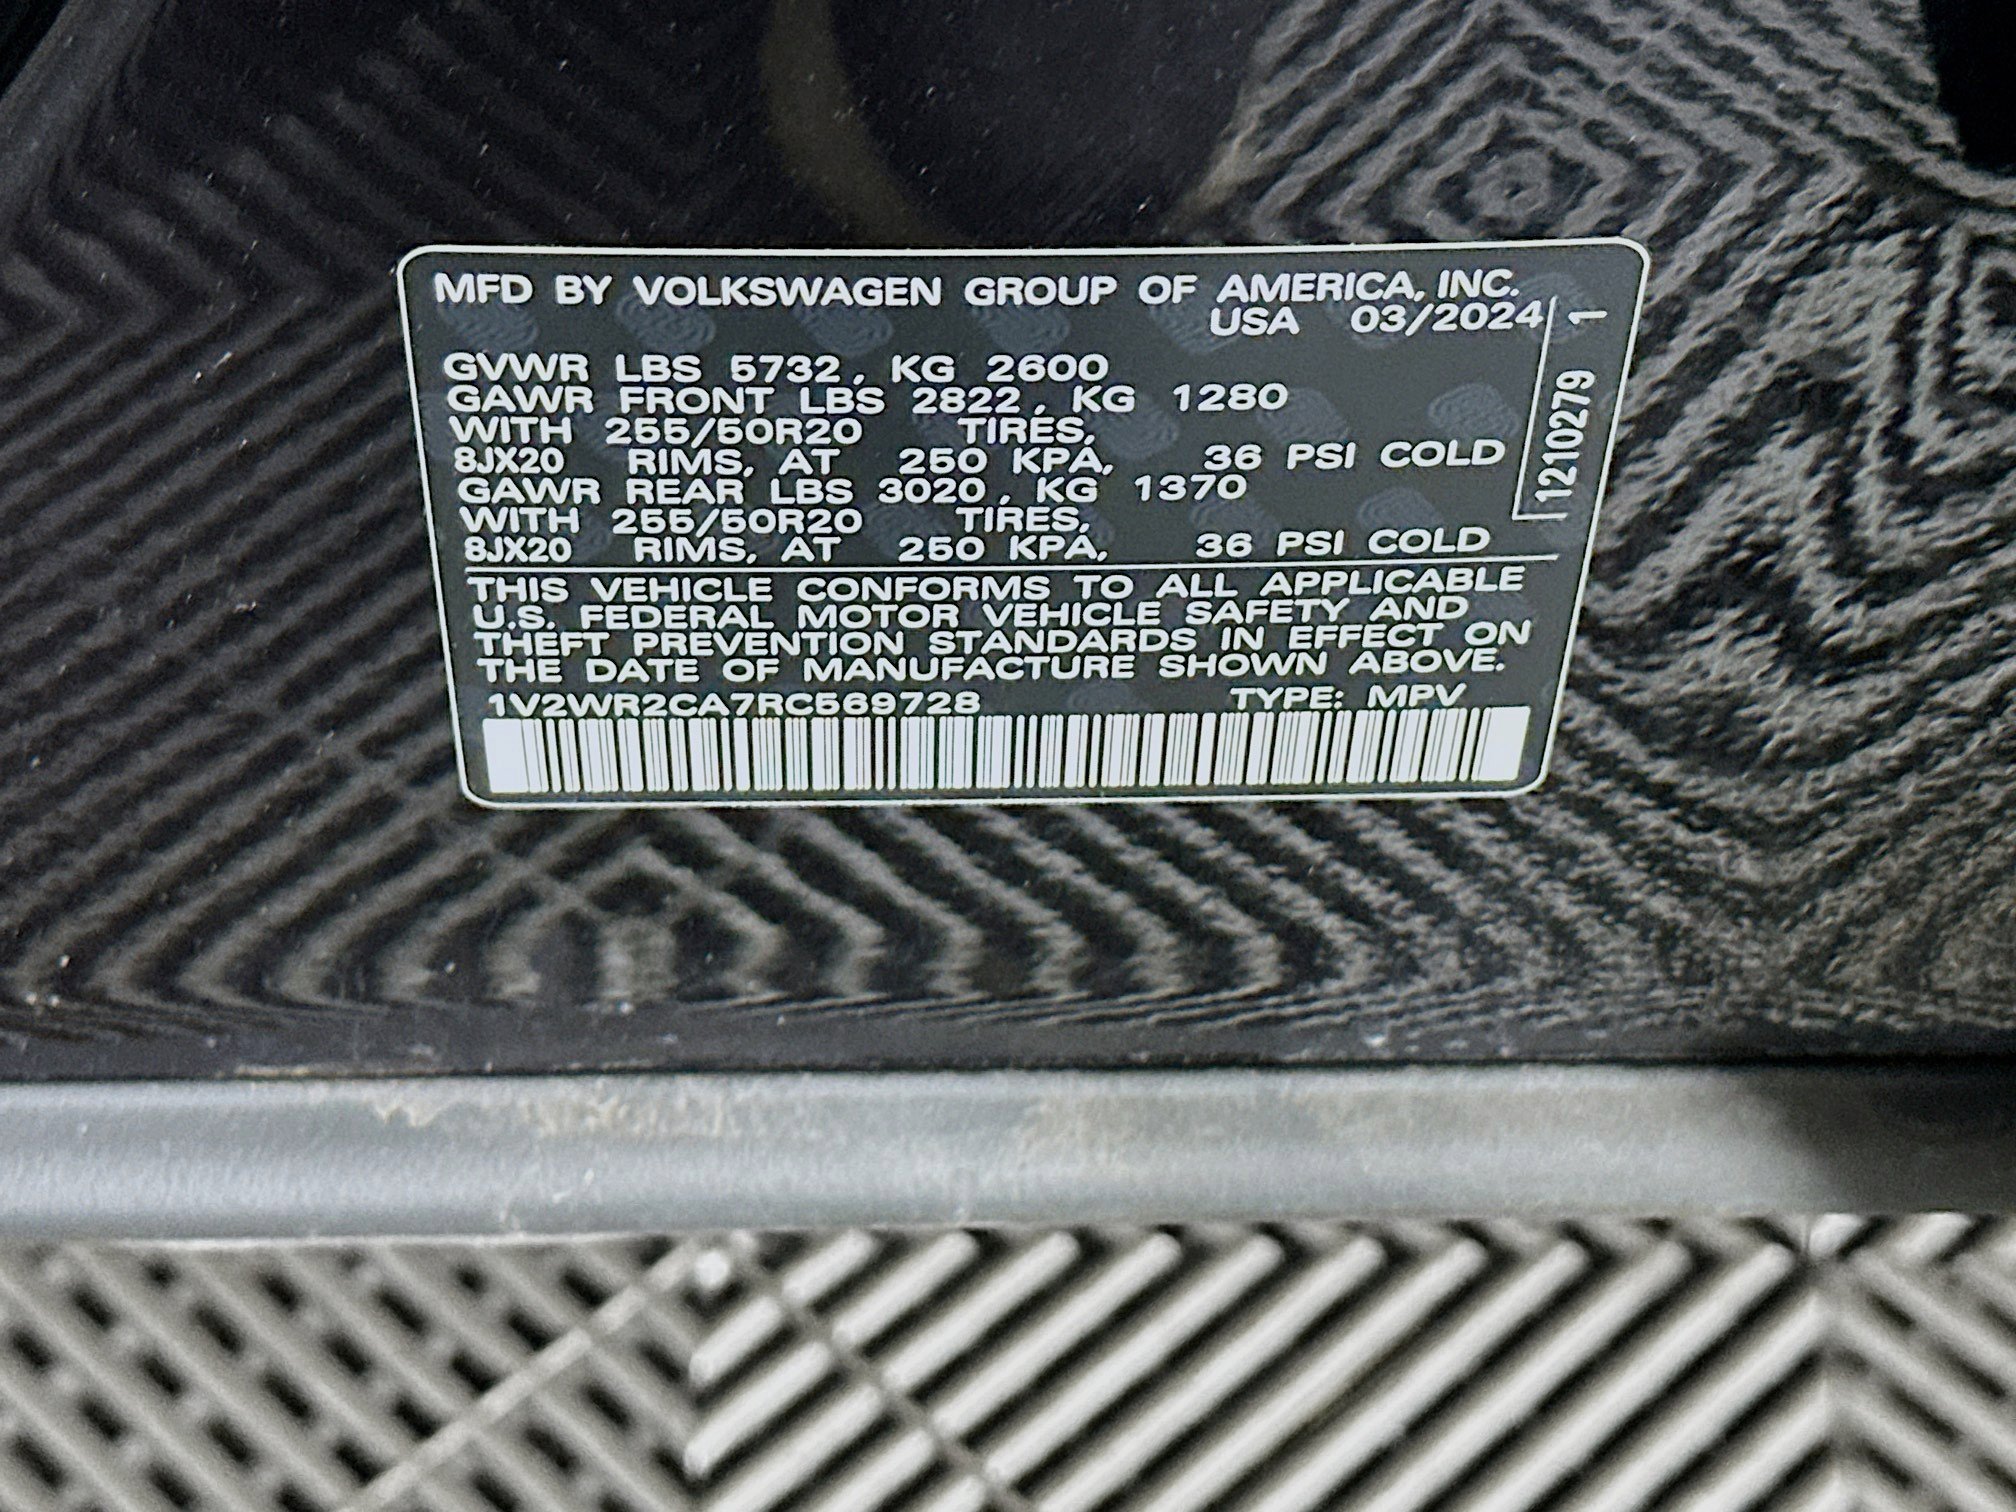 MFD BY VOLKSWAGEN GROUP OF AMERICA, INC.
USA 03/2024
GVWR LBS 5732, KG 2600
GAWR FRONT LBS 2822, KG 1280
WITH 255/50R20 TIRES,
8JX20 RIMS, AT 250 KPA, 36 PSI COLD
GAWR REAR LBS 3020, KG 1370
WITH 255/50R20 TIRES,
8JX20 RIMS, AT 250 KPA, 36 PSI COLD
THIS VEHICLE CONFORMS TO ALL APPLICABLE
U.S. FEDERAL MOTOR VEHICLE SAFETY AND
THEFT PREVENTION STANDARDS IN EFFECT ON
THE DATE OF MANUFACTURE SHOWN ABOVE.
1V2WR2CA7RC569728 TYPE: MPV
1210279 1